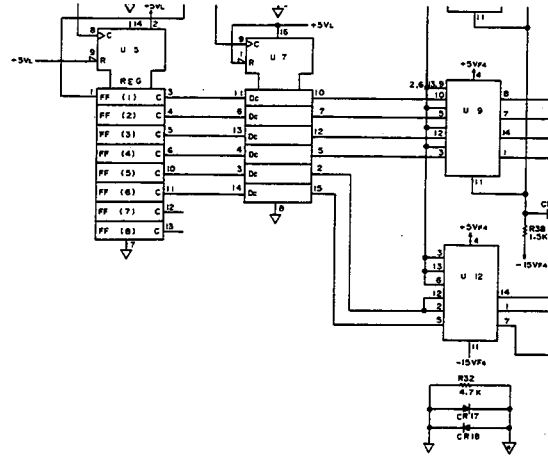 11
8 C 14 2
+5VL 9 R U 5
REG
1 FF (1) C 3
FF (2) C 4
FF (3) C 5
FF (4) C 6
FF (5) C 10
FF (6) C 11
FF (7) C 12
FF (8) C 13
17
+5VL
16
9 C
1 R U 7
11 Dc 10
6 Dc 7
13 Dc 12
4 Dc 5
3 Dc 2
14 Dc 15
8
+5VF4
4
2,6,13,9
10
5
12
3
U 9
8
7
14
1
11
C
R38
1.5K
-15VF4
+5VF4
4
3
13
6
12
2
5
U 12
14
1
7
11
-15VF4
R32
4.7K
CR17
CR18